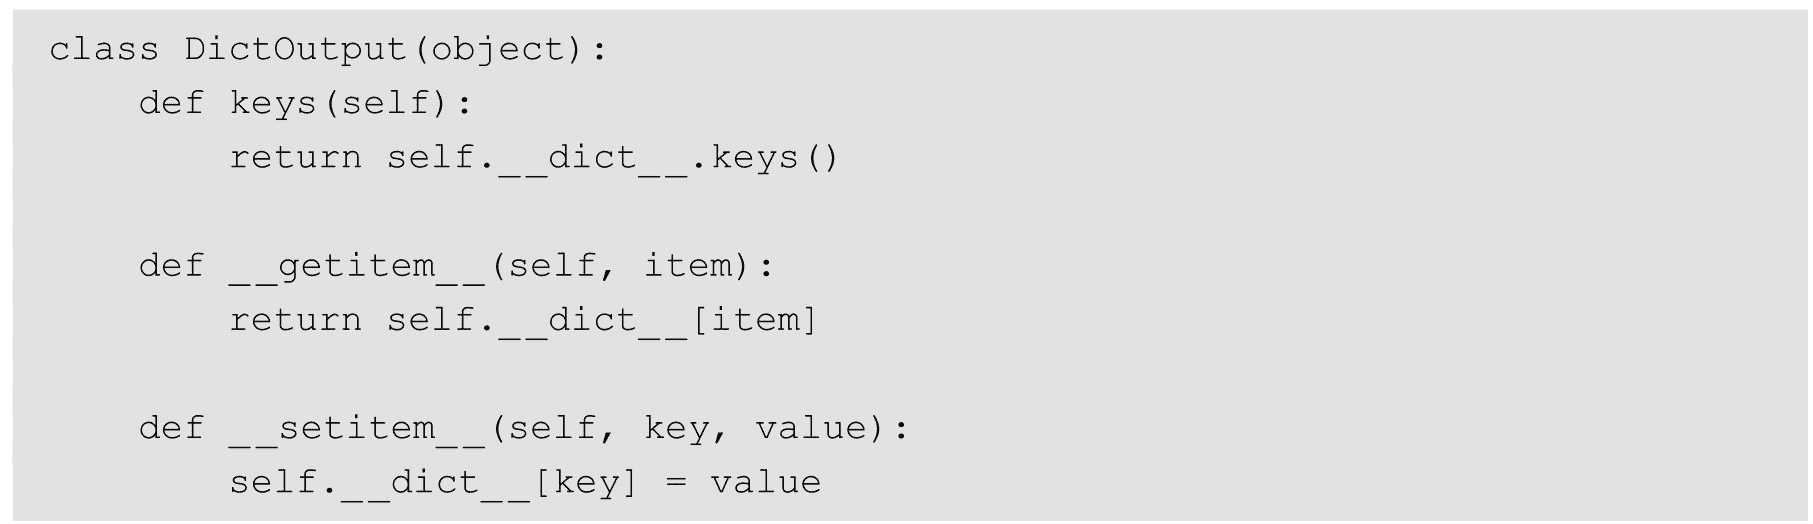 class DictOutput(object):
    def keys(self):
        return self.__dict__.keys()

    def __getitem__(self, item):
        return self.__dict__[item]

    def __setitem__(self, key, value):
        self.__dict__[key] = value